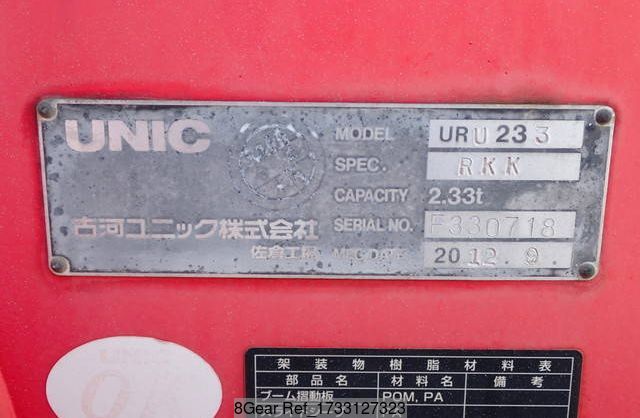 UNIC
MODEL URU233
SPEC. RKK
CAPACITY 2.33t
古河ユニック株式会社
SERIAL NO. F330718
佐倉工場
MFG DATE 2012.9.
架装物樹脂材料表
部品名 材料名 備考
ブーム摺動板 POM, PA
8Gear Ref 1733127323